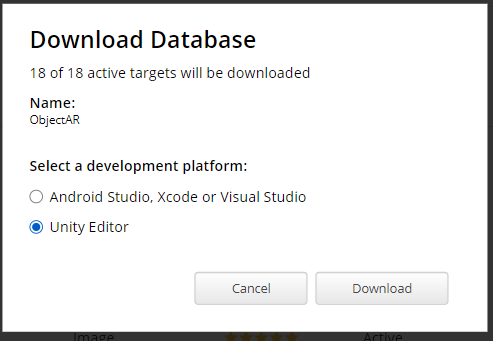 Download Database
18 of 18 active targets will be downloaded
Name:
ObjectAR
Select a development platform:
Android Studio, Xcode or Visual Studio
Unity Editor
Cancel Download
Image Active